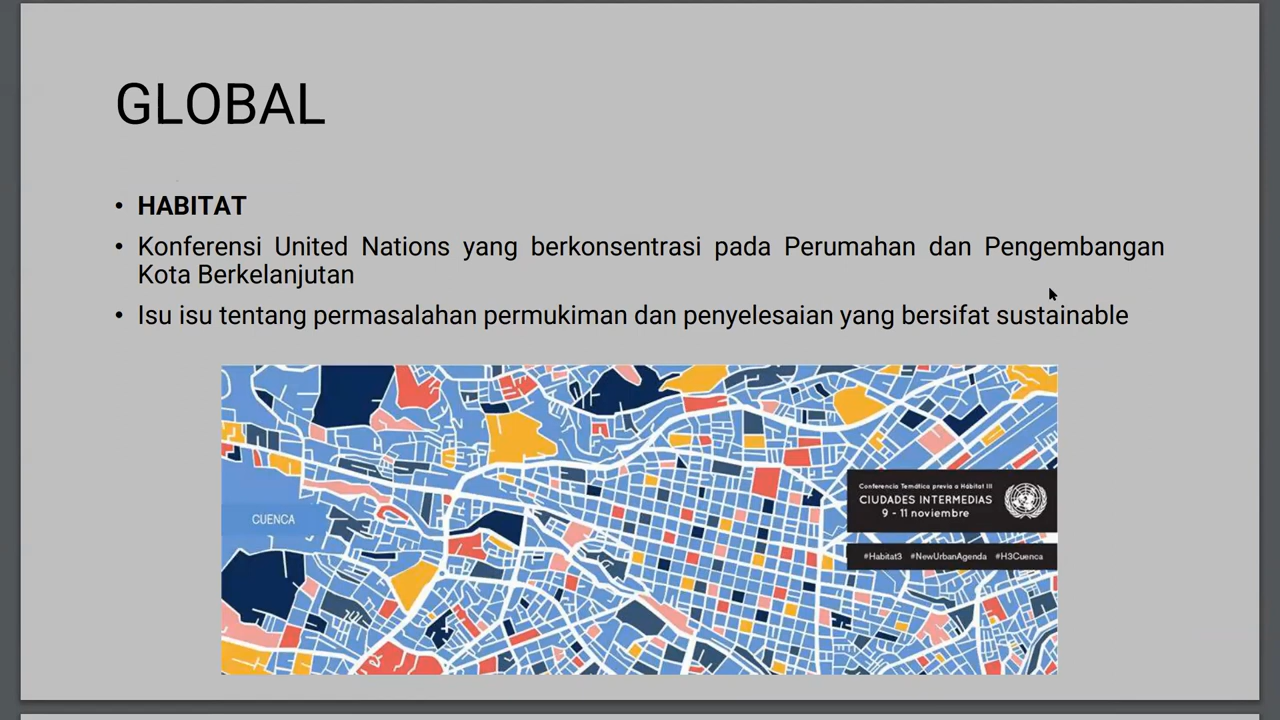 GLOBAL
• HABITAT
• Konferensi United Nations yang berkonsentrasi pada Perumahan dan Pengembangan
Kota Berkelanjutan
• Isu isu tentang permasalahan permukiman dan penyelesaian yang bersifat sustainable
CUENCA
Conferencia Temática previa a Hábitat III
CIUDADES INTERMEDIAS
9 - 11 noviembre
#Habitat3 #NewUrbanAgenda #H3Cuenca